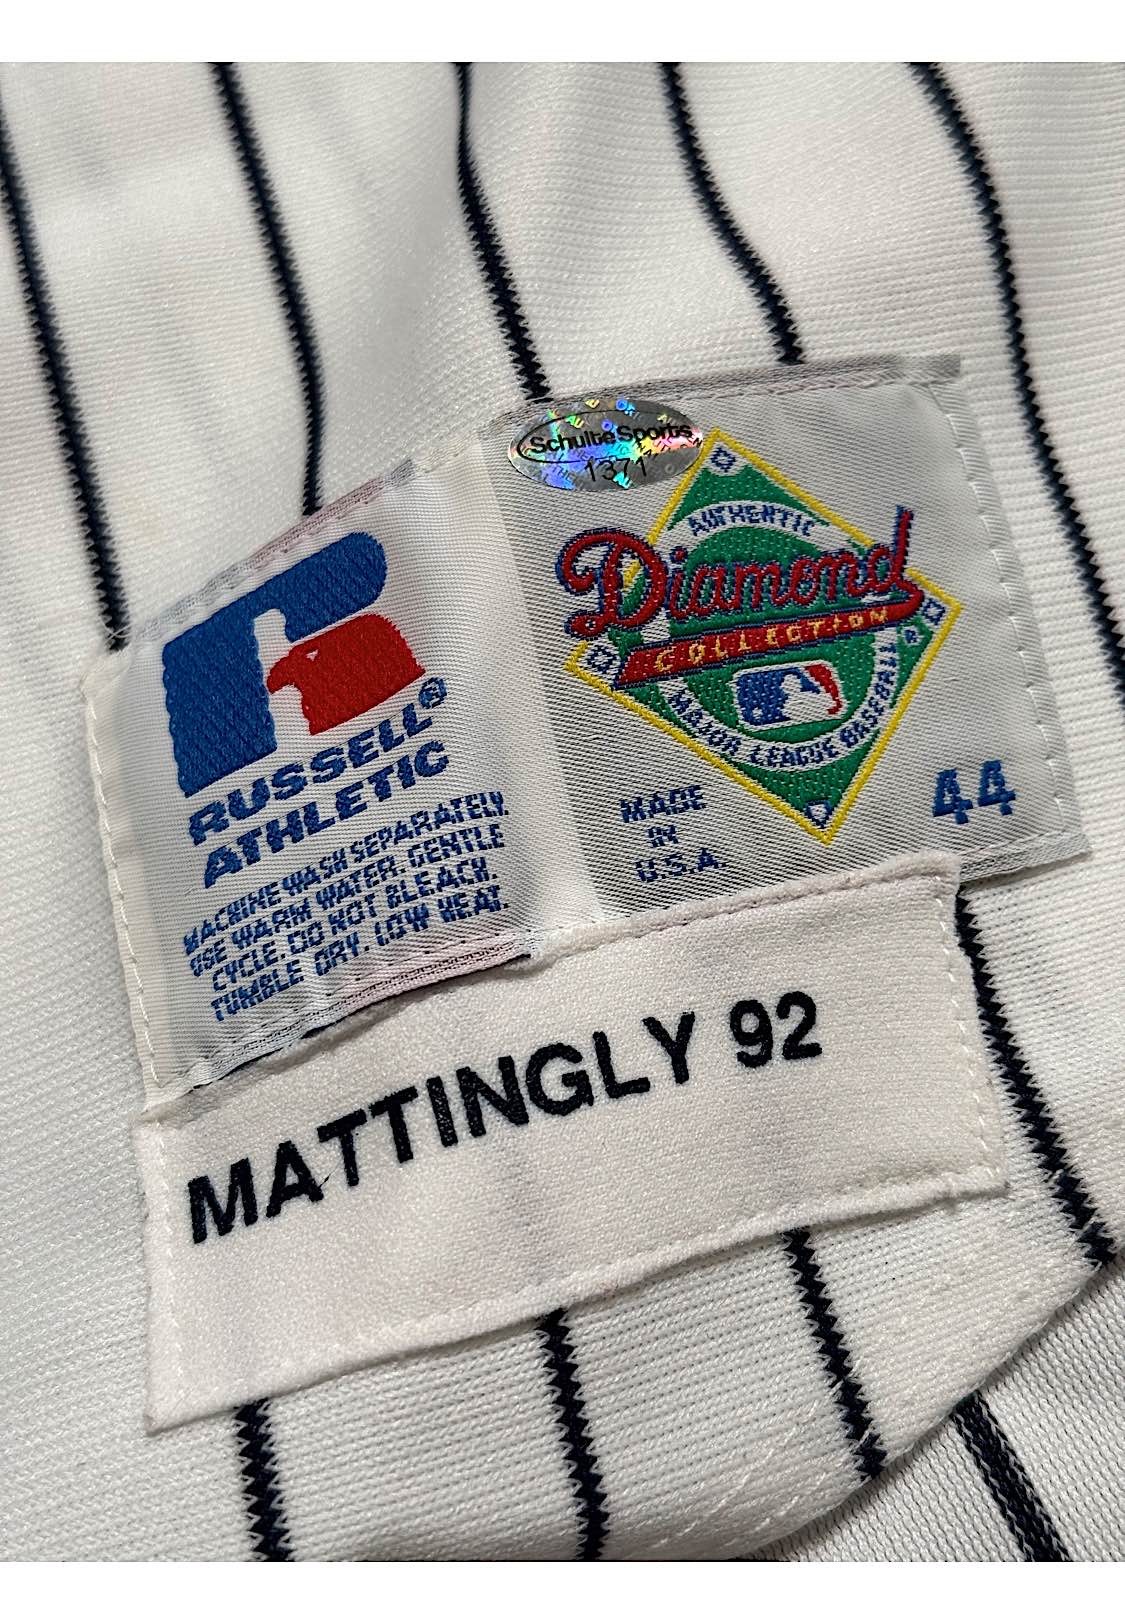 Schulte Sports
1371
AUTHENTIC
Diamond
COLLECTION
MAJOR LEAGUE BASEBALL
RUSSELL®
ATHLETIC
MACHINE WASH SEPARATELY.
USE WARM WATER. GENTLE
CYCLE. DO NOT BLEACH.
TUMBLE DRY. LOW HEAT.
MADE
IN
U.S.A.
44
MATTINGLY 92